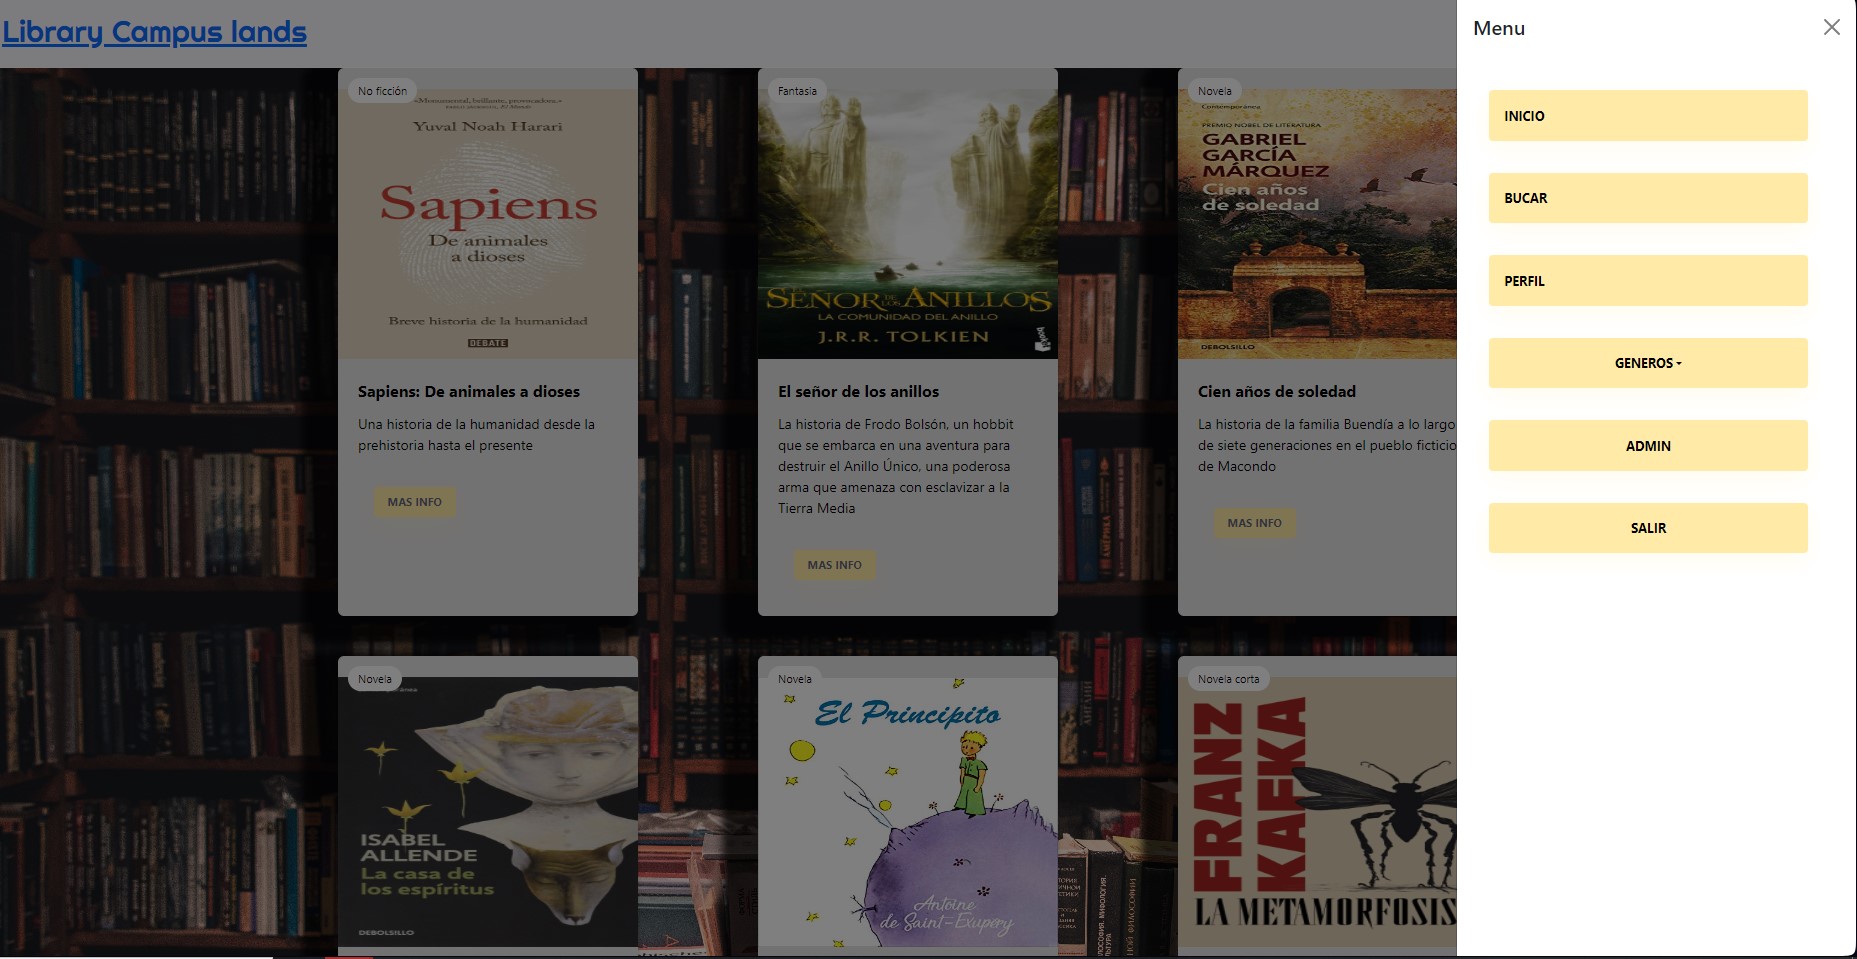 Library Campus lands
Menu
INICIO
BUCAR
PERFIL
GENEROS
ADMIN
SALIR
No ficción
«Monumental, brillante, provocadora.»
Yuval Noah Harari
Sapiens
De animales
a dioses
Breve historia de la humanidad
DEBATE
Sapiens: De animales a dioses
Una historia de la humanidad desde la
prehistoria hasta el presente
MAS INFO
Fantasía
EL SEÑOR DE LOS ANILLOS
LA COMUNIDAD DEL ANILLO
J.R.R. TOLKIEN
booket
El señor de los anillos
La historia de Frodo Bolsón, un hobbit
que se embarca en una aventura para
destruir el Anillo Único, una poderosa
arma que amenaza con esclavizar a la
Tierra Media
MAS INFO
Novela
Contemporánea
PREMIO NOBEL DE LITERATURA
GABRIEL
GARCÍA
MÁRQUEZ
Cien años
de soledad
DEBOLSILLO
Cien años de soledad
La historia de la familia Buendía a lo largo
de siete generaciones en el pueblo ficticio
de Macondo
MAS INFO
Novela
ISABEL
ALLENDE
La casa de
los espíritus
DEBOLSILLO
Novela
El Principito
Antoine
de Saint-Exupery
Novela corta
FRANZ
KAFKA
LA METAMORFOSIS